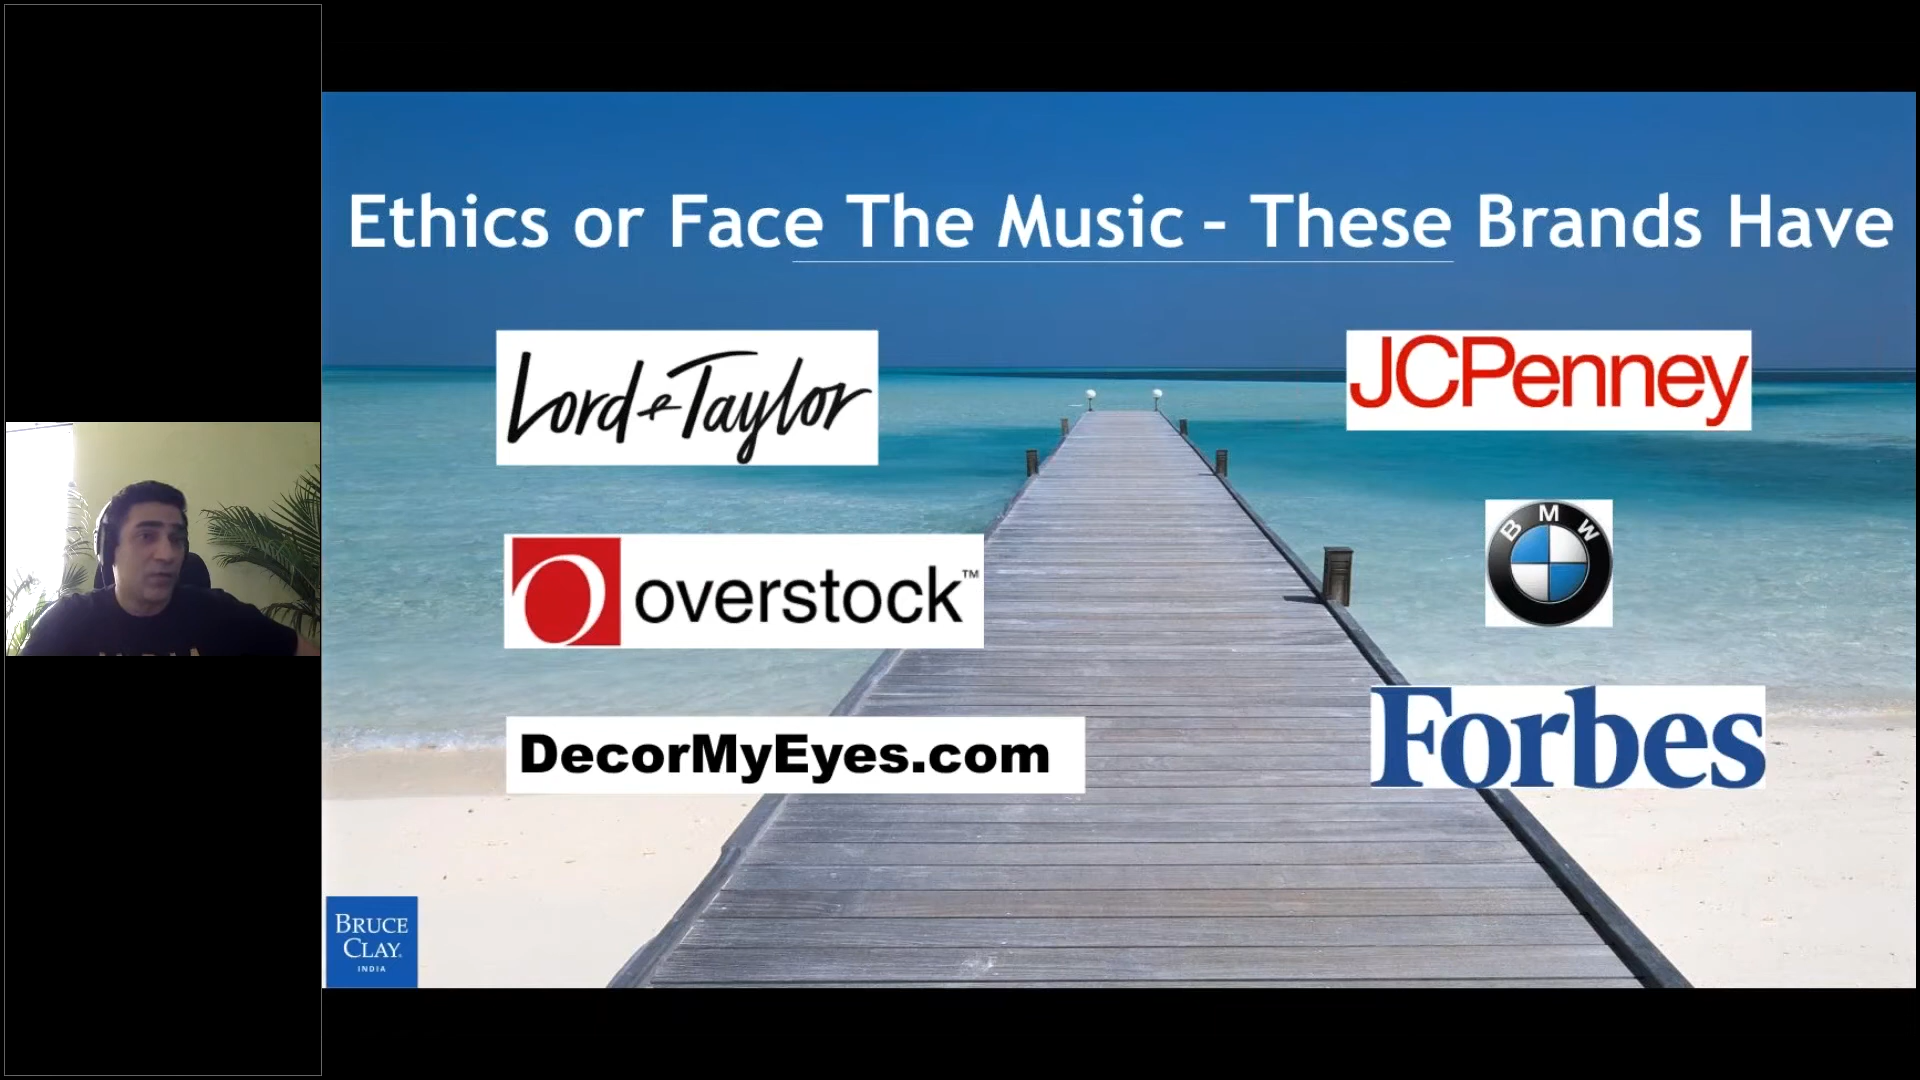 Ethics or Face The Music – These Brands Have
Lord & Taylor
JCPenney
overstock™
BMW
DecorMyEyes.com
Forbes
BRUCE
CLAY
INDIA